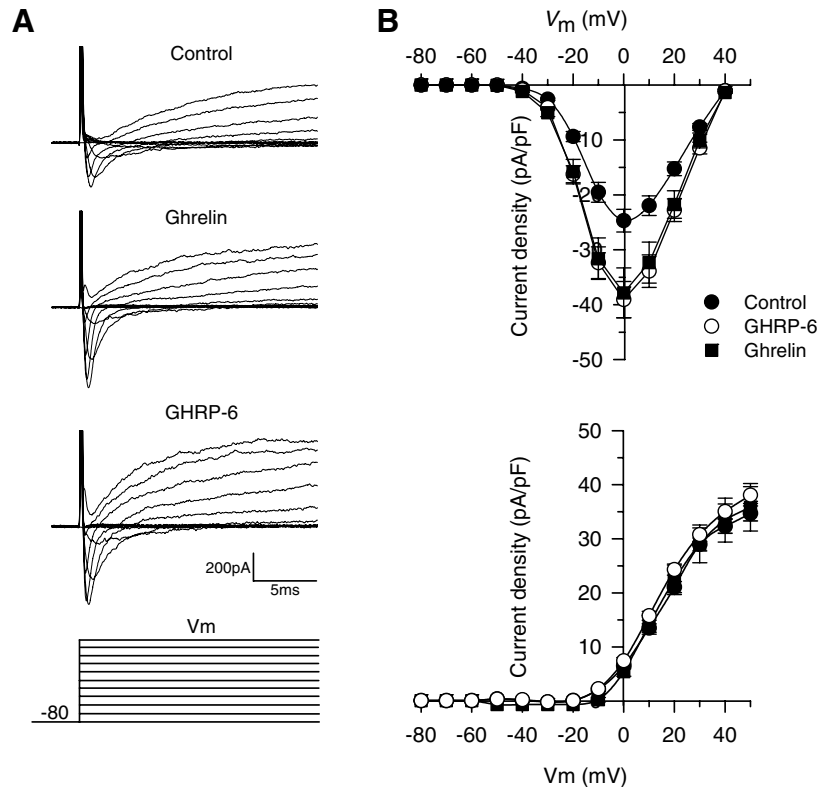 A
Control
Ghrelin
GHRP-6
200pA
5ms
Vm
-80
B
Vm (mV)
-80 -60 -40 -20 0 20 40
Current density (pA/pF)
-10
-2
-30
-40
-50
Control
GHRP-6
Ghrelin
Current density (pA/pF)
50
40
30
20
10
-80 -60 -40 -20 0 20 40
Vm (mV)